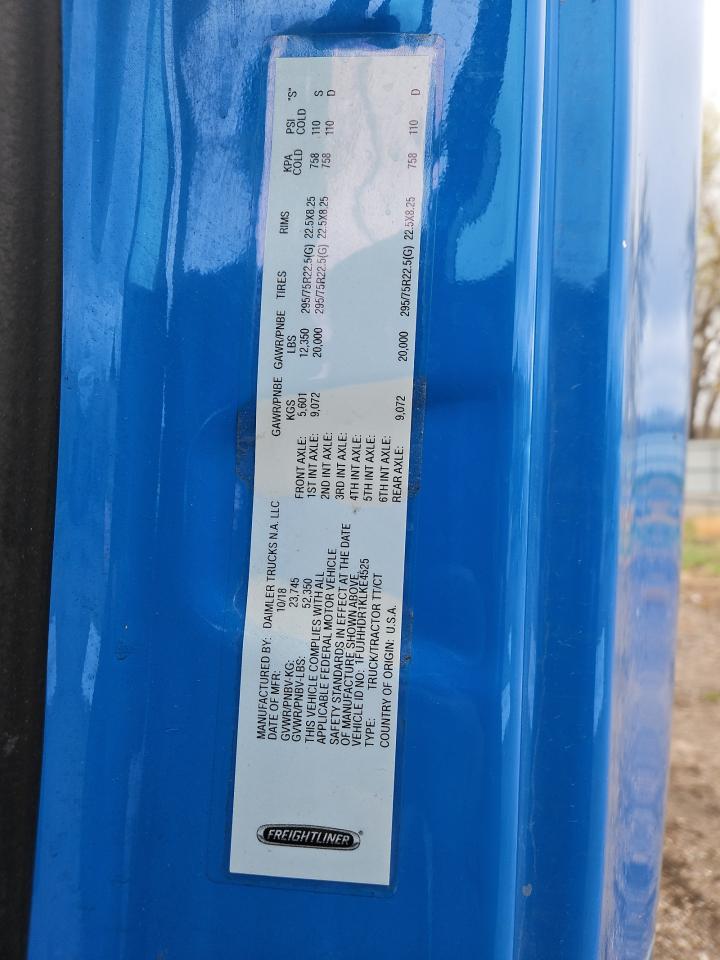 FREIGHTLINER
MANUFACTURED BY: DAIMLER TRUCKS N.A. LLC
DATE OF MFR: 10/18
GVWR/PNBV-KG: 23,745
GVWR/PNBV-LBS: 52,350
THIS VEHICLE COMPLIES WITH ALL
APPLICABLE FEDERAL MOTOR VEHICLE
SAFETY STANDARDS IN EFFECT AT THE DATE
OF MANUFACTURE SHOWN ABOVE
VEHICLE ID NO: 1FUJHHDR1KLKE4525
TYPE: TRUCK/TRACTOR TT/CT
COUNTRY OF ORIGIN: U.S.A.
GAWR/PNBE GAWR/PNBE TIRES RIMS KPA PSI "S"
KGS LBS COLD COLD
FRONT AXLE: 5,601 12,350 295/75R22.5(G) 22.5X8.25 758 110 S
1ST INT AXLE: 9,072 20,000 295/75R22.5(G) 22.5X8.25 758 110 D
2ND INT AXLE:
3RD INT AXLE:
4TH INT AXLE:
5TH INT AXLE:
6TH INT AXLE:
REAR AXLE: 9,072 20,000 295/75R22.5(G) 22.5X8.25 758 110 D